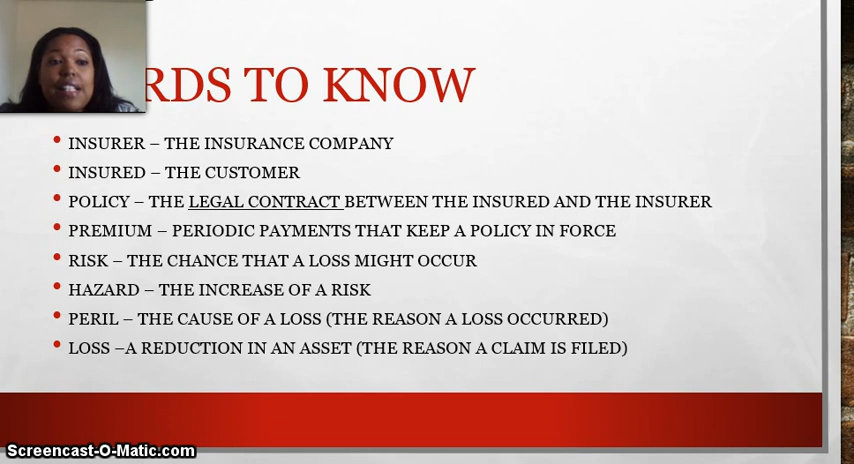 RDS TO KNOW
• INSURER – THE INSURANCE COMPANY
• INSURED – THE CUSTOMER
• POLICY – THE LEGAL CONTRACT BETWEEN THE INSURED AND THE INSURER
• PREMIUM – PERIODIC PAYMENTS THAT KEEP A POLICY IN FORCE
• RISK – THE CHANCE THAT A LOSS MIGHT OCCUR
• HAZARD – THE INCREASE OF A RISK
• PERIL – THE CAUSE OF A LOSS (THE REASON A LOSS OCCURRED)
• LOSS –A REDUCTION IN AN ASSET (THE REASON A CLAIM IS FILED)
Screencast-O-Matic.com